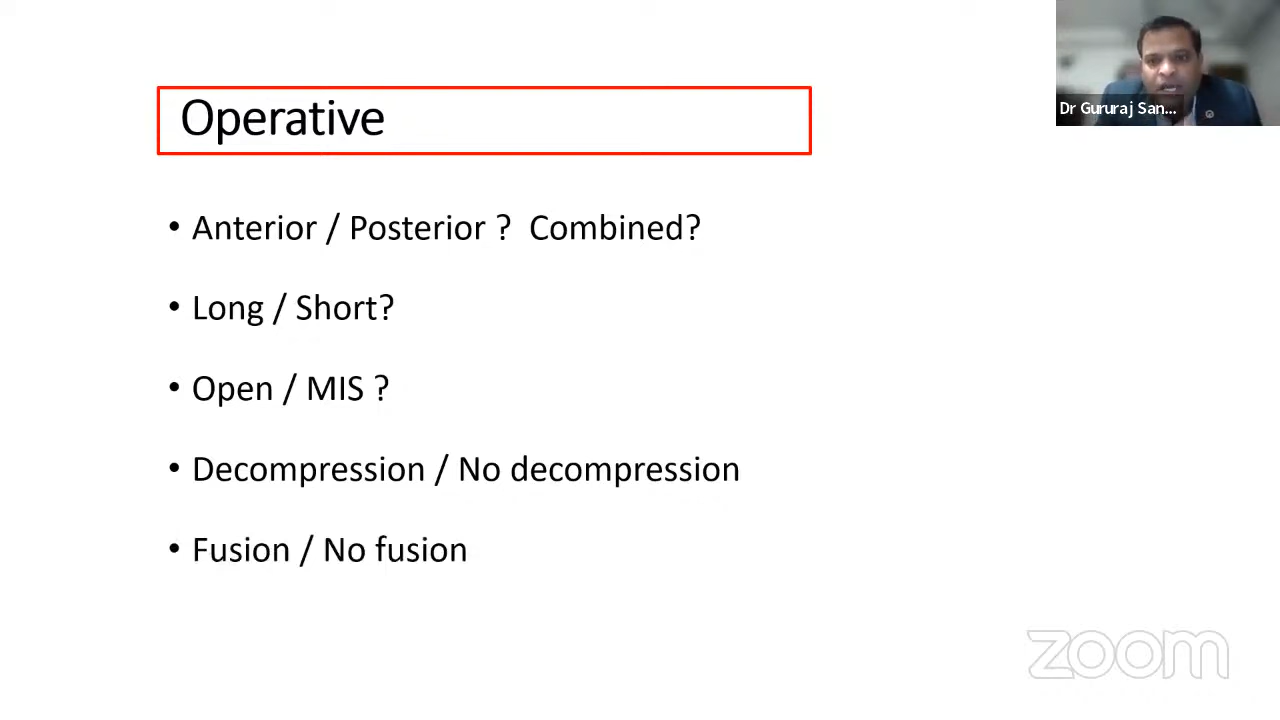 Operative
Dr Gururaj San...
• Anterior / Posterior ?  Combined?
• Long / Short?
• Open / MIS ?
• Decompression / No decompression
• Fusion / No fusion
zoom